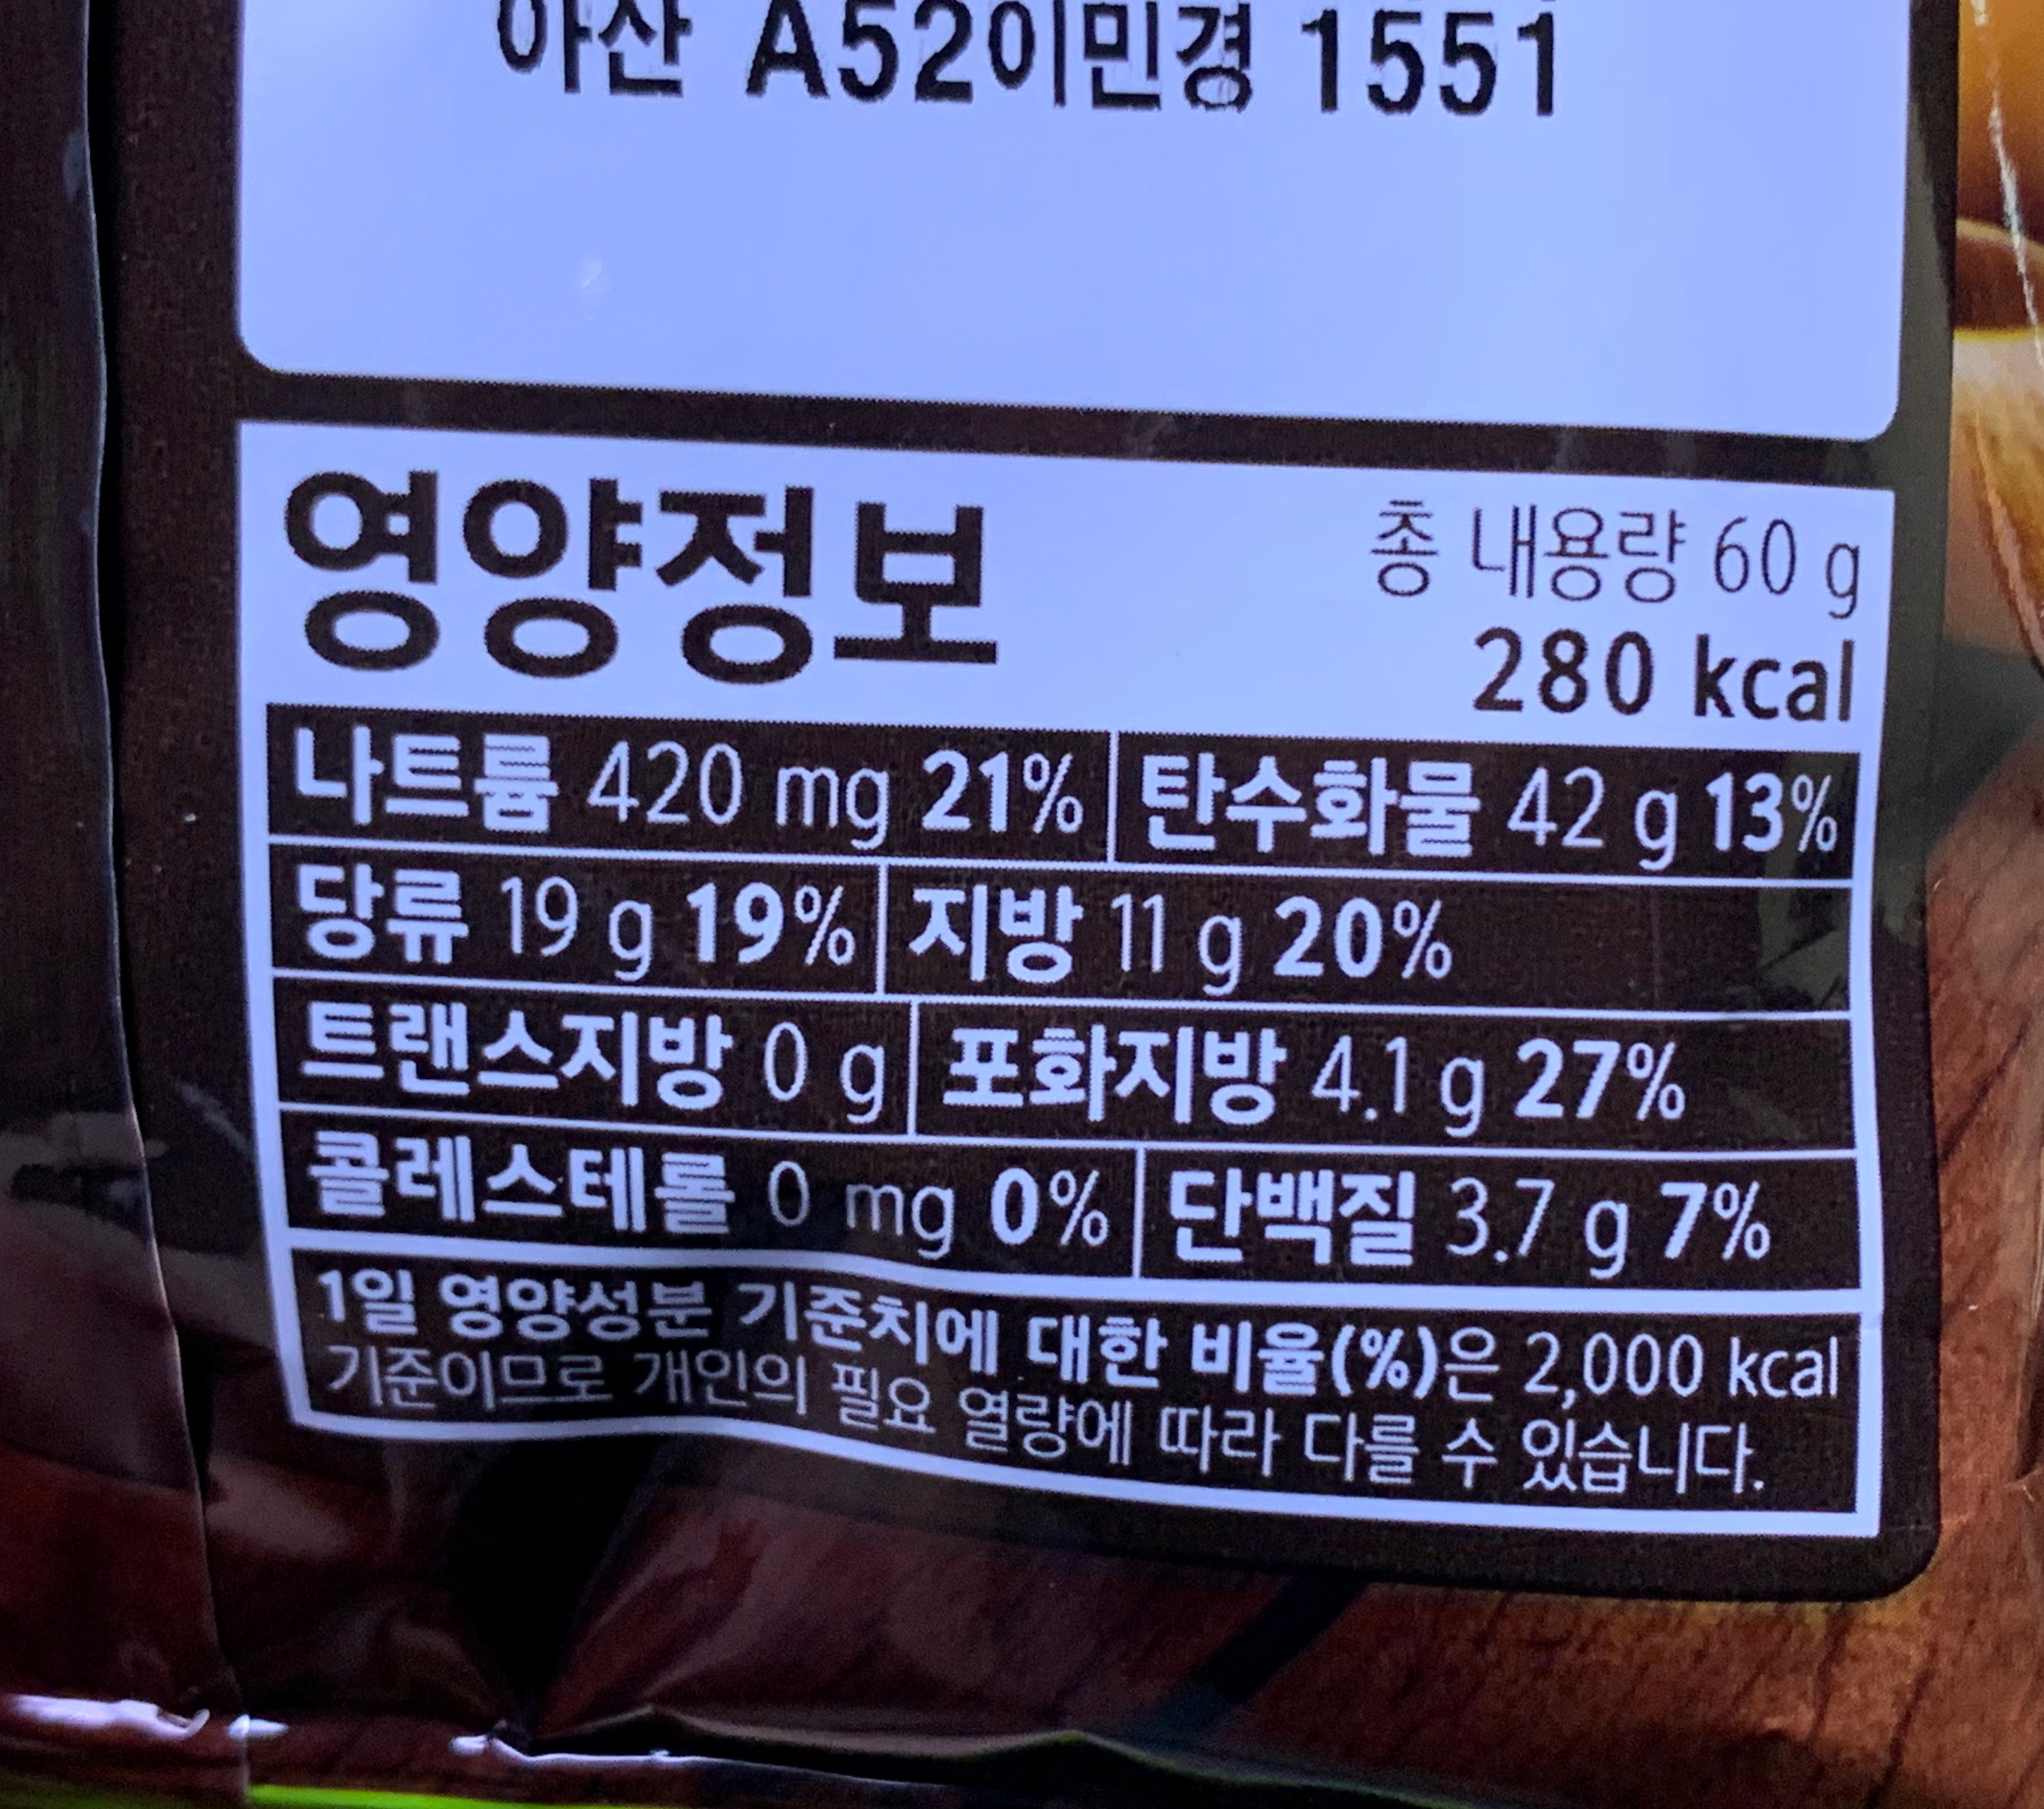 아산 A52이민경 1551
영양정보
총 내용량 60 g
280 kcal
나트륨 420 mg 21% 탄수화물 42 g 13%
당류 19 g 19% 지방 11 g 20%
트랜스지방 0 g 포화지방 4.1 g 27%
콜레스테롤 0 mg 0% 단백질 3.7 g 7%
1일 영양성분 기준치에 대한 비율(%)은 2,000 kcal
기준이므로 개인의 필요 열량에 따라 다를 수 있습니다.